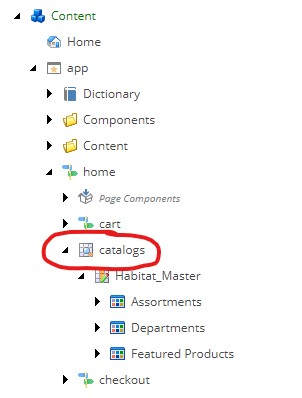 Content
Home
app
Dictionary
Components
Content
home
Page Components
cart
catalogs
Habitat_Master
Assortments
Departments
Featured Products
checkout